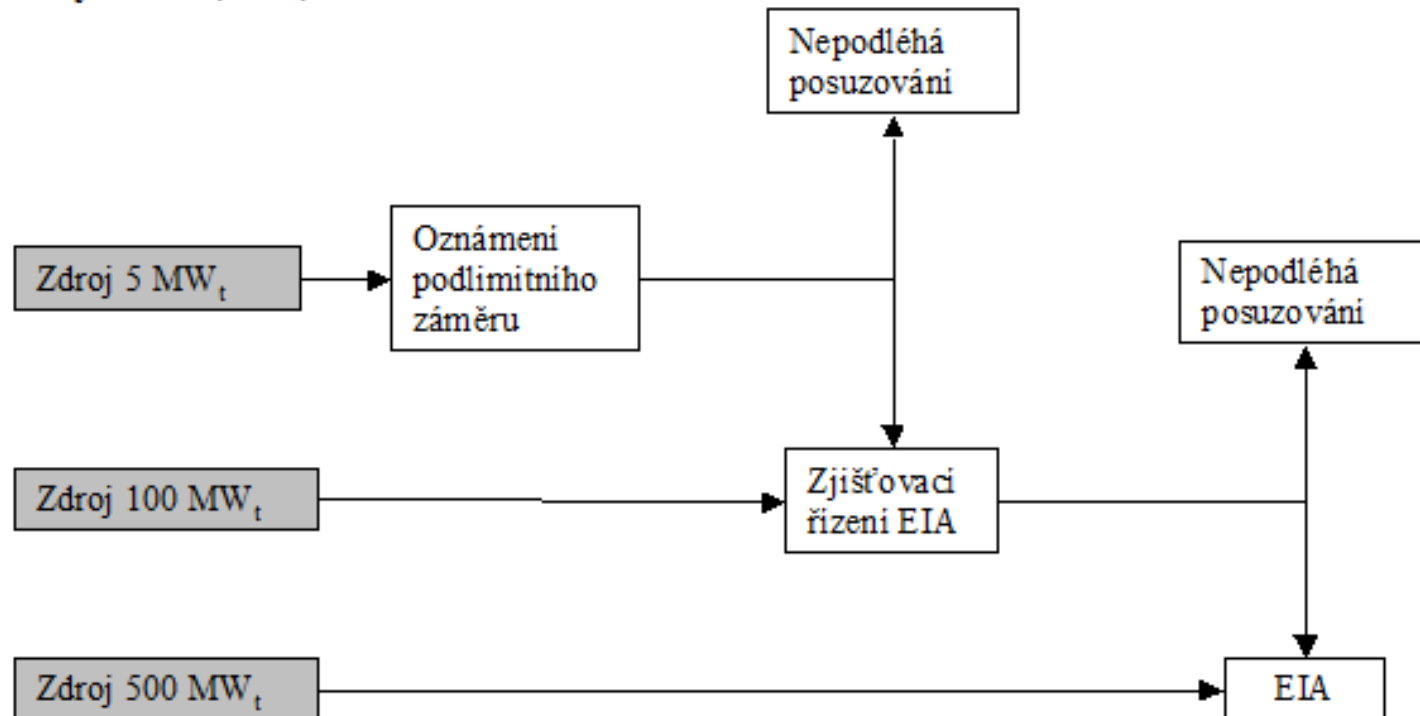 Nepodléhá
posuzování
Oznámení
podlimitního
záměru
Zdroj 5 MWt
Nepodléhá
posuzování
Zdroj 100 MWt
Zjišťovací
řízení EIA
Zdroj 500 MWt
EIA